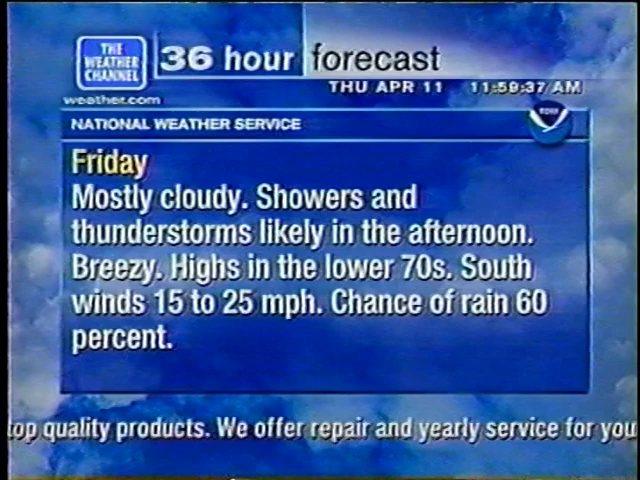 THE
WEATHER
CHANNEL
36 hour forecast
weather.com
THU APR 11 11:59:37 AM
NATIONAL WEATHER SERVICE
Friday
Mostly cloudy. Showers and
thunderstorms likely in the afternoon.
Breezy. Highs in the lower 70s. South
winds 15 to 25 mph. Chance of rain 60
percent.
top quality products. We offer repair and yearly service for you